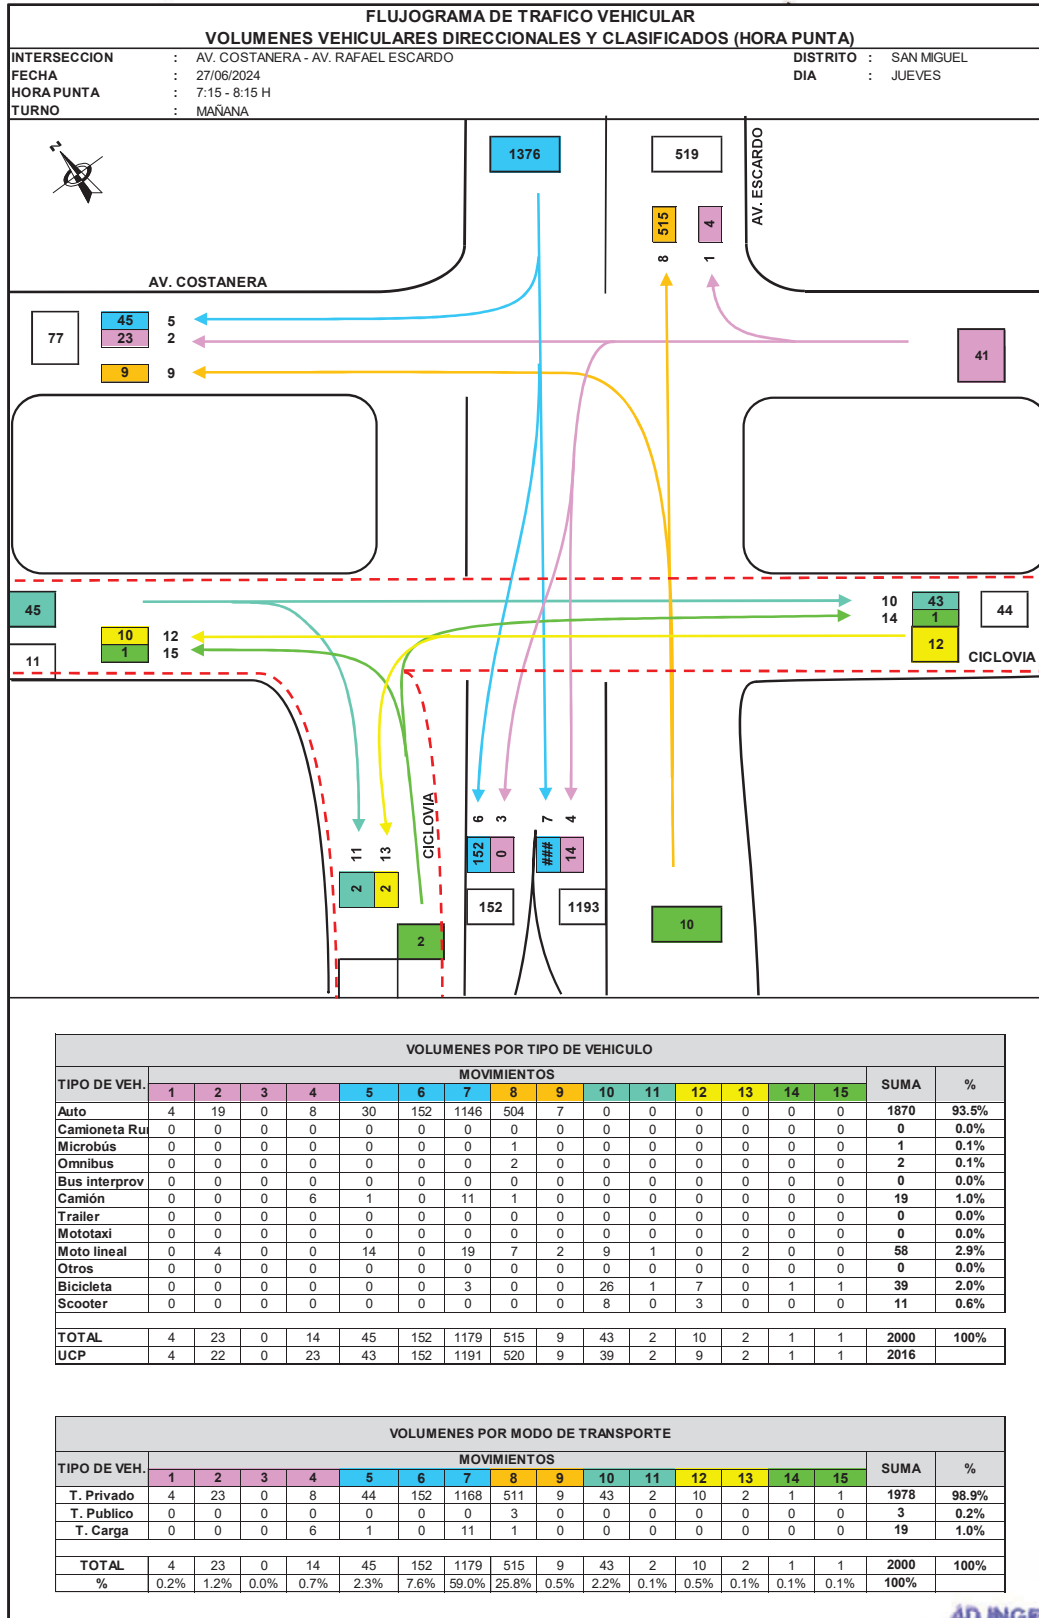 FLUJOGRAMA DE TRAFICO VEHICULAR
VOLUMENES VEHICULARES DIRECCIONALES Y CLASIFICADOS (HORA PUNTA)
INTERSECCION : AV. COSTANERA - AV. RAFAEL ESCARDO DISTRITO : SAN MIGUEL
FECHA : 27/06/2024 DIA : JUEVES
HORA PUNTA : 7:15 - 8:15 H
TURNO : MAÑANA
N
1376 519
AV. ESCARDO
515 4
8 1
AV. COSTANERA
45 5
77 23 2
41
9 9
45 10 43 44
14 1
10 12 12
11 1 15 CICLOVIA
CICLOVIA
6 3 7 4
11 13
152 0 ### 14
2 2
152 1193
10
2
VOLUMENES POR TIPO DE VEHICULO
TIPO DE VEH. MOVIMIENTOS SUMA %
1 2 3 4 5 6 7 8 9 10 11 12 13 14 15
Auto 4 19 0 8 30 152 1146 504 7 0 0 0 0 0 0 1870 93.5%
Camioneta Ru 0 0 0 0 0 0 0 0 0 0 0 0 0 0 0 0 0.0%
Microbús 0 0 0 0 0 0 0 1 0 0 0 0 0 0 0 1 0.1%
Omnibus 0 0 0 0 0 0 0 2 0 0 0 0 0 0 0 2 0.1%
Bus interprov 0 0 0 0 0 0 0 0 0 0 0 0 0 0 0 0 0.0%
Camión 0 0 0 6 1 0 11 1 0 0 0 0 0 0 0 19 1.0%
Trailer 0 0 0 0 0 0 0 0 0 0 0 0 0 0 0 0 0.0%
Mototaxi 0 0 0 0 0 0 0 0 0 0 0 0 0 0 0 0 0.0%
Moto lineal 0 4 0 0 14 0 19 7 2 9 1 0 2 0 0 58 2.9%
Otros 0 0 0 0 0 0 0 0 0 0 0 0 0 0 0 0 0.0%
Bicicleta 0 0 0 0 0 0 3 0 0 26 1 7 0 1 1 39 2.0%
Scooter 0 0 0 0 0 0 0 0 0 8 0 3 0 0 0 11 0.6%
TOTAL 4 23 0 14 45 152 1179 515 9 43 2 10 2 1 1 2000 100%
UCP 4 22 0 23 43 152 1191 520 9 39 2 9 2 1 1 2016
VOLUMENES POR MODO DE TRANSPORTE
TIPO DE VEH. MOVIMIENTOS SUMA %
1 2 3 4 5 6 7 8 9 10 11 12 13 14 15
T. Privado 4 23 0 8 44 152 1168 511 9 43 2 10 2 1 1 1978 98.9%
T. Publico 0 0 0 0 0 0 0 3 0 0 0 0 0 0 0 3 0.2%
T. Carga 0 0 0 6 1 0 11 1 0 0 0 0 0 0 0 19 1.0%
TOTAL 4 23 0 14 45 152 1179 515 9 43 2 10 2 1 1 2000 100%
% 0.2% 1.2% 0.0% 0.7% 2.3% 7.6% 59.0% 25.8% 0.5% 2.2% 0.1% 0.5% 0.1% 0.1% 0.1% 100%